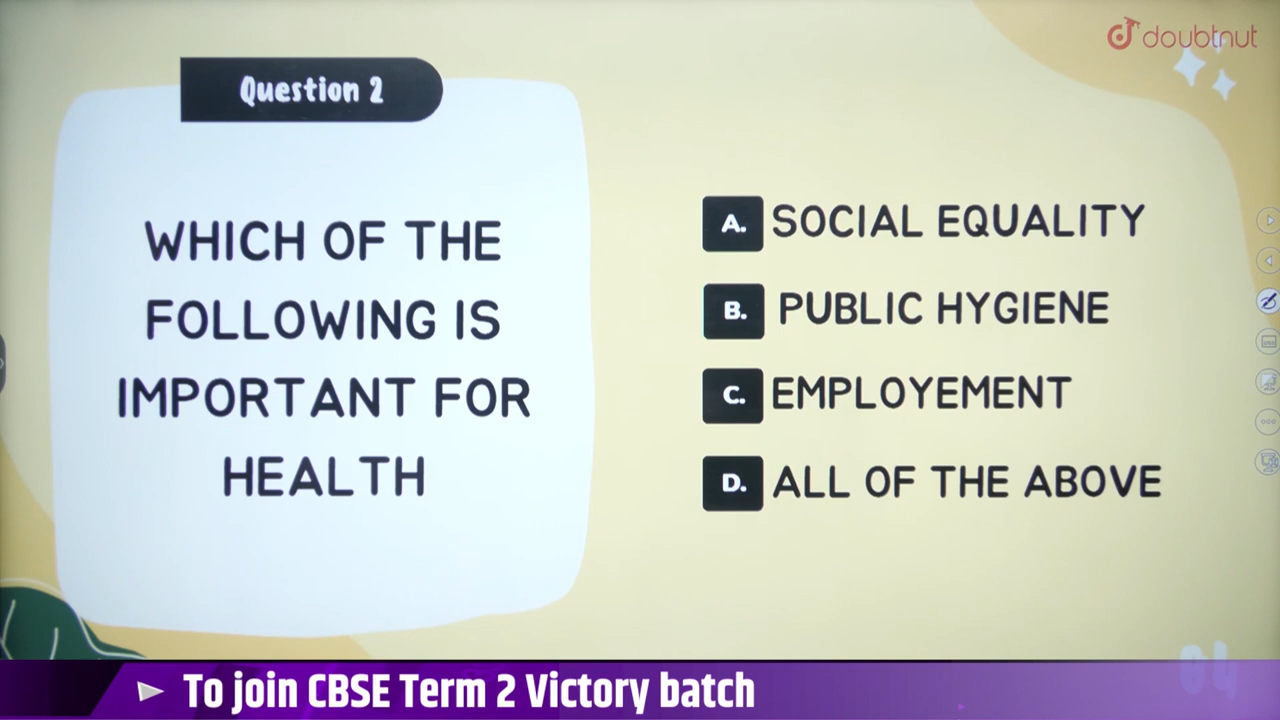 doubtnut
Question 2
WHICH OF THE
FOLLOWING IS
IMPORTANT FOR
HEALTH
A. SOCIAL EQUALITY
B. PUBLIC HYGIENE
C. EMPLOYEMENT
D. ALL OF THE ABOVE
04
To join CBSE Term 2 Victory batch